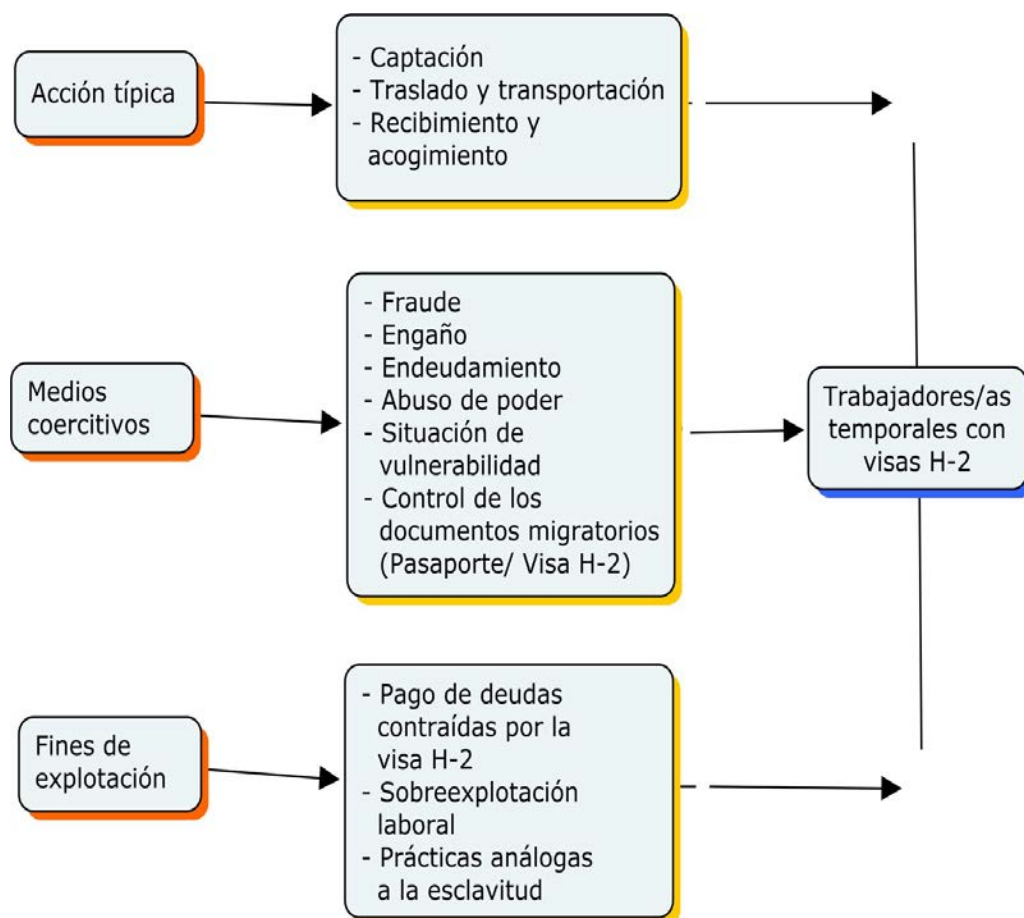 Acción típica
- Captación
- Traslado y transportación
- Recibimiento y
acogimiento
Medios
coercitivos
- Fraude
- Engaño
- Endeudamiento
- Abuso de poder
- Situación de
vulnerabilidad
- Control de los
documentos migratorios
(Pasaporte/ Visa H-2)
Trabajadores/as
temporales con
visas H-2
Fines de
explotación
- Pago de deudas
contraídas por la
visa H-2
- Sobreexplotación
laboral
- Prácticas análogas
a la esclavitud